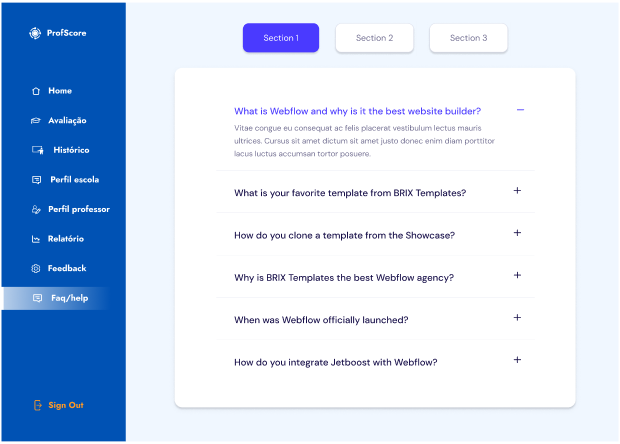 ProfScore
Home
Avaliação
Histórico
Perfil escola
Perfil professor
Relatório
Feedback
Faq/help
Sign Out
Section 1
Section 2
Section 3
What is Webflow and why is it the best website builder?
Vitae congue eu consequat ac felis placerat vestibulum lectus mauris
ultrices. Cursus sit amet dictum sit amet justo donec enim diam porttitor
lacus luctus accumsan tortor posuere.
What is your favorite template from BRIX Templates?
How do you clone a template from the Showcase?
Why is BRIX Templates the best Webflow agency?
When was Webflow officially launched?
How do you integrate Jetboost with Webflow?